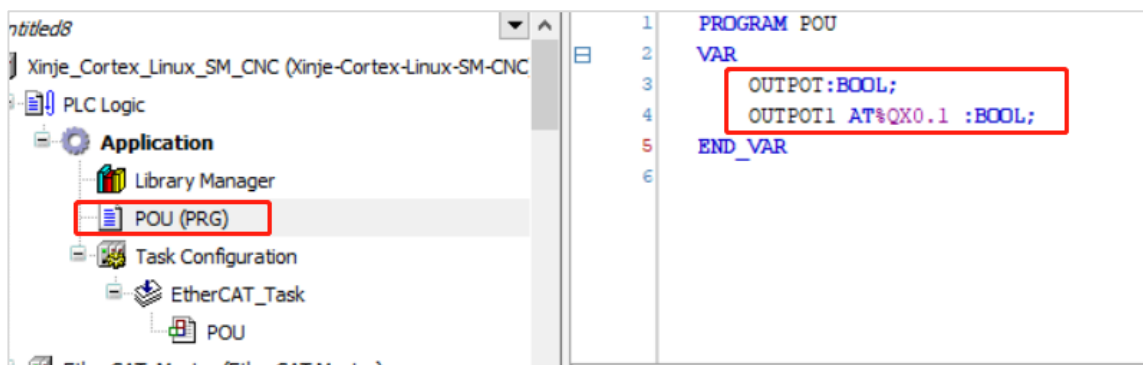 ntitled8
Xinje_Cortex_Linux_SM_CNC (Xinje-Cortex-Linux-SM-CNC
PLC Logic
Application
Library Manager
POU (PRG)
Task Configuration
EtherCAT_Task
POU
1 PROGRAM POU
2 VAR
3 OUTPOT:BOOL;
4 OUTPOT1 AT%QX0.1 :BOOL;
5 END_VAR
6